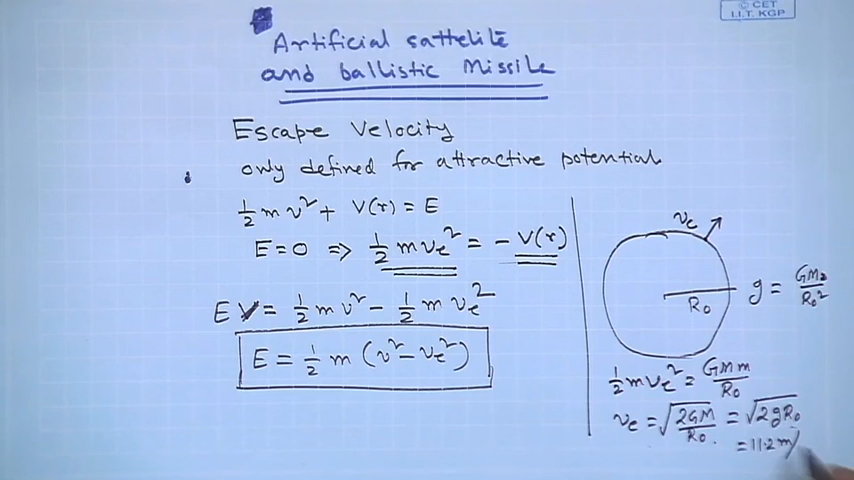 © CET
I.I.T. KGP
Artificial sattelite
and ballistic Missile
Escape Velocity
only defined for attractive potential
½ m v² + V(r) = E
E = 0 ⇒ ½ m vₑ² = - V(r)
E = ½ m v² - ½ m vₑ²
E = ½ m (v² - vₑ²)
vₑ
R₀
g = GM/R₀²
½ m vₑ² = GMm/R₀
vₑ = √(2GM/R₀) = √(2gR₀)
= 11.2 m/